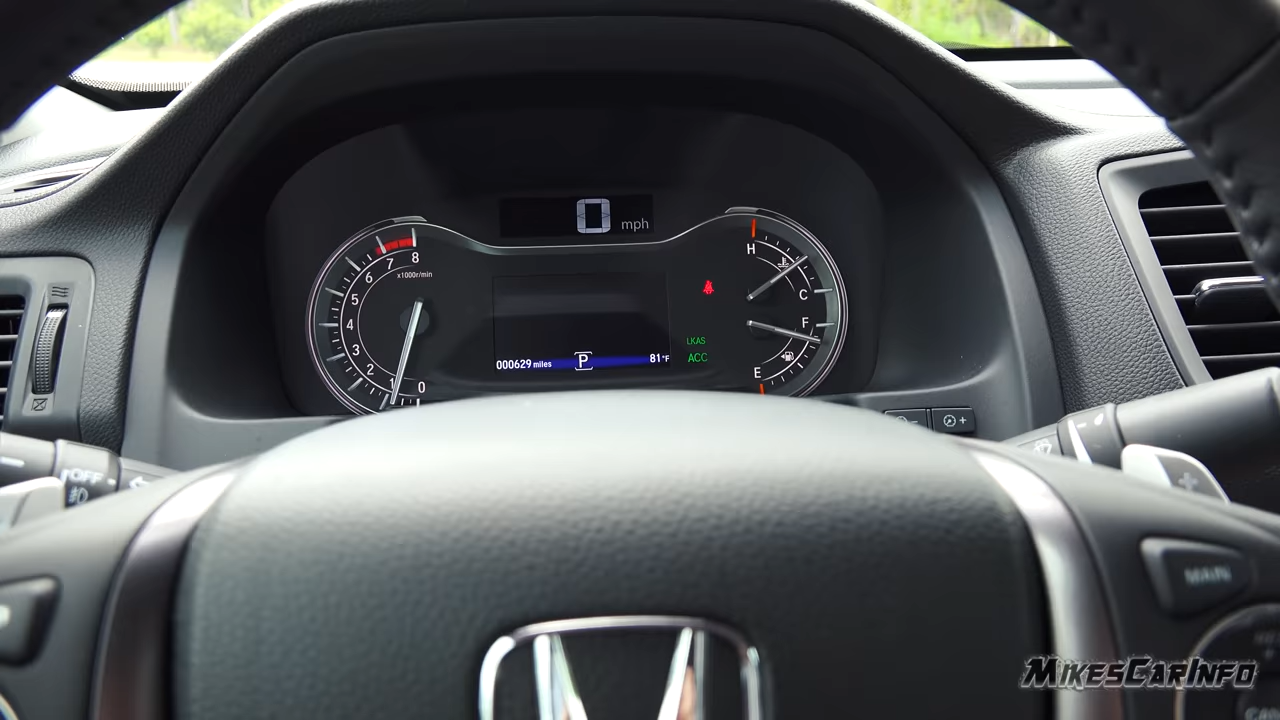 0 mph
8
7
6
x1000r/min
5
4
3
2
1
0
H
C
F
E
LKAS
ACC
000629 miles P 81°F
OFF
MAIN
MIKESCARINFO